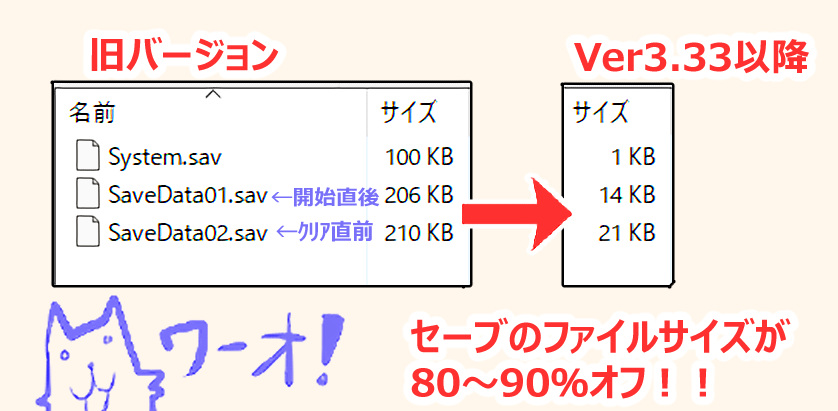 旧バージョン
Ver3.33以降
名前 サイズ
サイズ
System.sav 100 KB
1 KB
SaveData01.sav ←開始直後 206 KB
14 KB
SaveData02.sav ←ｸﾘｱ直前 210 KB
21 KB
ワーオ!
セーブのファイルサイズが
80～90%オフ！！